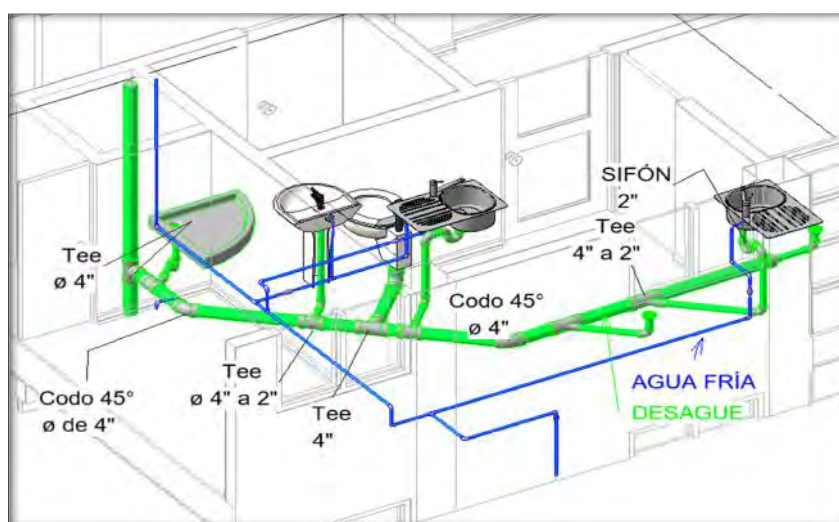 SIFÓN
2"
Tee
4" a 2"
Tee
ø 4"
Codo 45°
ø 4"
Codo 45°
ø de 4"
Tee
ø 4" a 2"
Tee
4"
AGUA FRÍA
DESAGUE